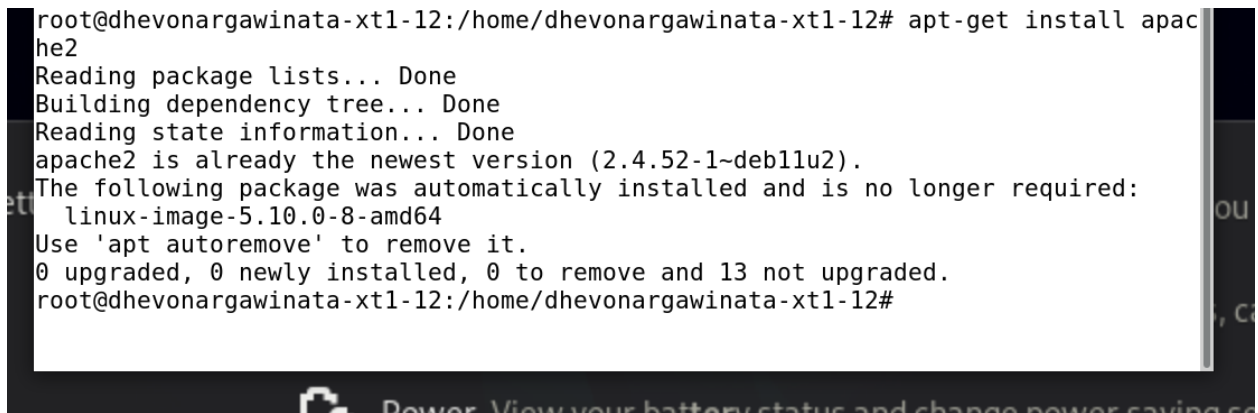 root@dhevonargawinata-xt1-12:/home/dhevonargawinata-xt1-12# apt-get install apac
he2
Reading package lists... Done
Building dependency tree... Done
Reading state information... Done
apache2 is already the newest version (2.4.52-1~deb11u2).
The following package was automatically installed and is no longer required:
  linux-image-5.10.0-8-amd64
Use 'apt autoremove' to remove it.
0 upgraded, 0 newly installed, 0 to remove and 13 not upgraded.
root@dhevonargawinata-xt1-12:/home/dhevonargawinata-xt1-12#
ou
Power View your battery status and change power saving